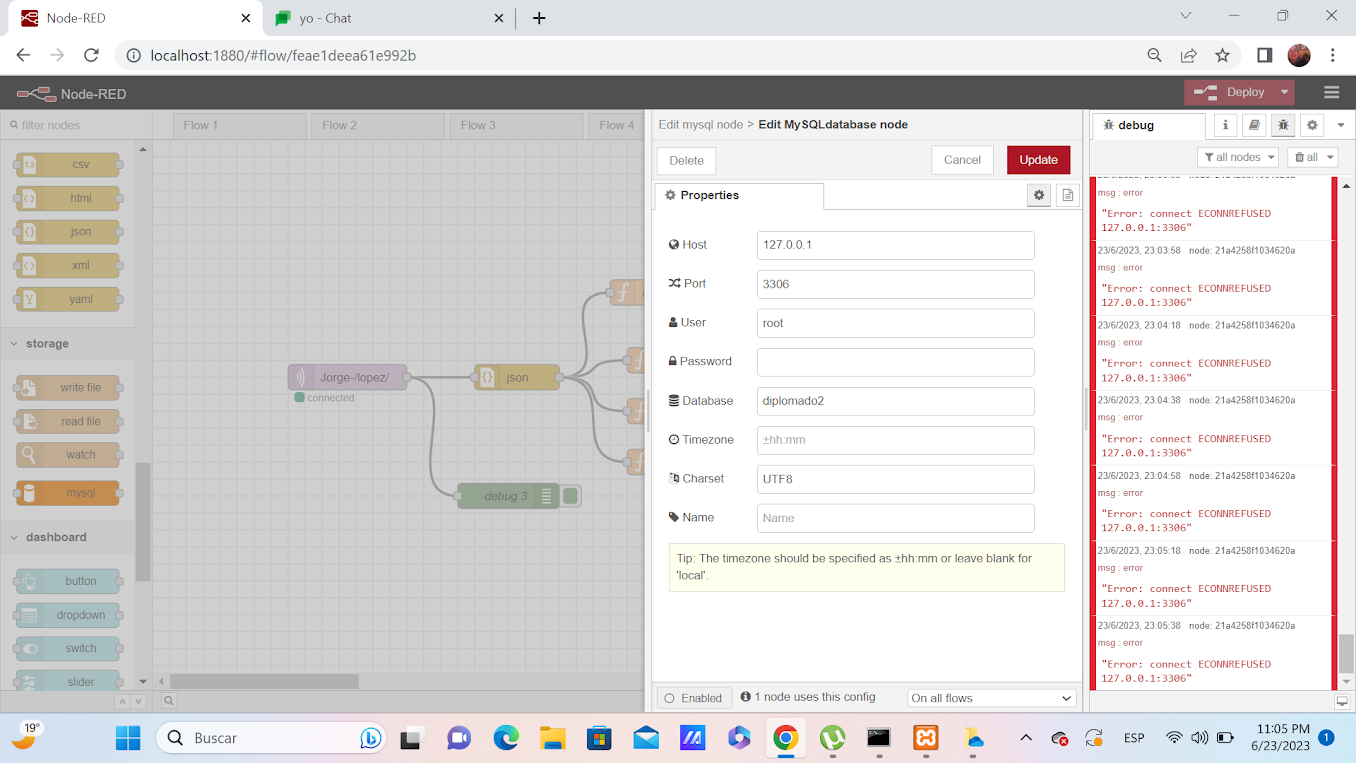 Node-RED
yo - Chat
localhost:1880/#flow/feae1deea61e992b
Node-RED
Deploy
filter nodes
Flow 1
Flow 2
Flow 3
Flow 4
csv
html
json
xml
yaml
storage
write file
read file
watch
mysql
dashboard
button
dropdown
switch
slider
Jorge-/lopez/
connected
json
debug 3
Edit mysql node > Edit MySQLdatabase node
Delete
Cancel
Update
Properties
Host
127.0.0.1
Port
3306
User
root
Password
Database
diplomado2
Timezone
±hh:mm
Charset
UTF8
Name
Name
Tip: The timezone should be specified as ±hh:mm or leave blank for
'local'.
Enabled
1 node uses this config
On all flows
debug
all nodes
all
msg : error
"Error: connect ECONNREFUSED
127.0.0.1:3306"
23/6/2023, 23:03:58 node: 21a4258f1034620a
msg : error
"Error: connect ECONNREFUSED
127.0.0.1:3306"
23/6/2023, 23:04:18 node: 21a4258f1034620a
msg : error
"Error: connect ECONNREFUSED
127.0.0.1:3306"
23/6/2023, 23:04:38 node: 21a4258f1034620a
msg : error
"Error: connect ECONNREFUSED
127.0.0.1:3306"
23/6/2023, 23:04:58 node: 21a4258f1034620a
msg : error
"Error: connect ECONNREFUSED
127.0.0.1:3306"
23/6/2023, 23:05:18 node: 21a4258f1034620a
msg : error
"Error: connect ECONNREFUSED
127.0.0.1:3306"
23/6/2023, 23:05:38 node: 21a4258f1034620a
msg : error
"Error: connect ECONNREFUSED
127.0.0.1:3306"
19°
Buscar
ESP
11:05 PM
6/23/2023
1